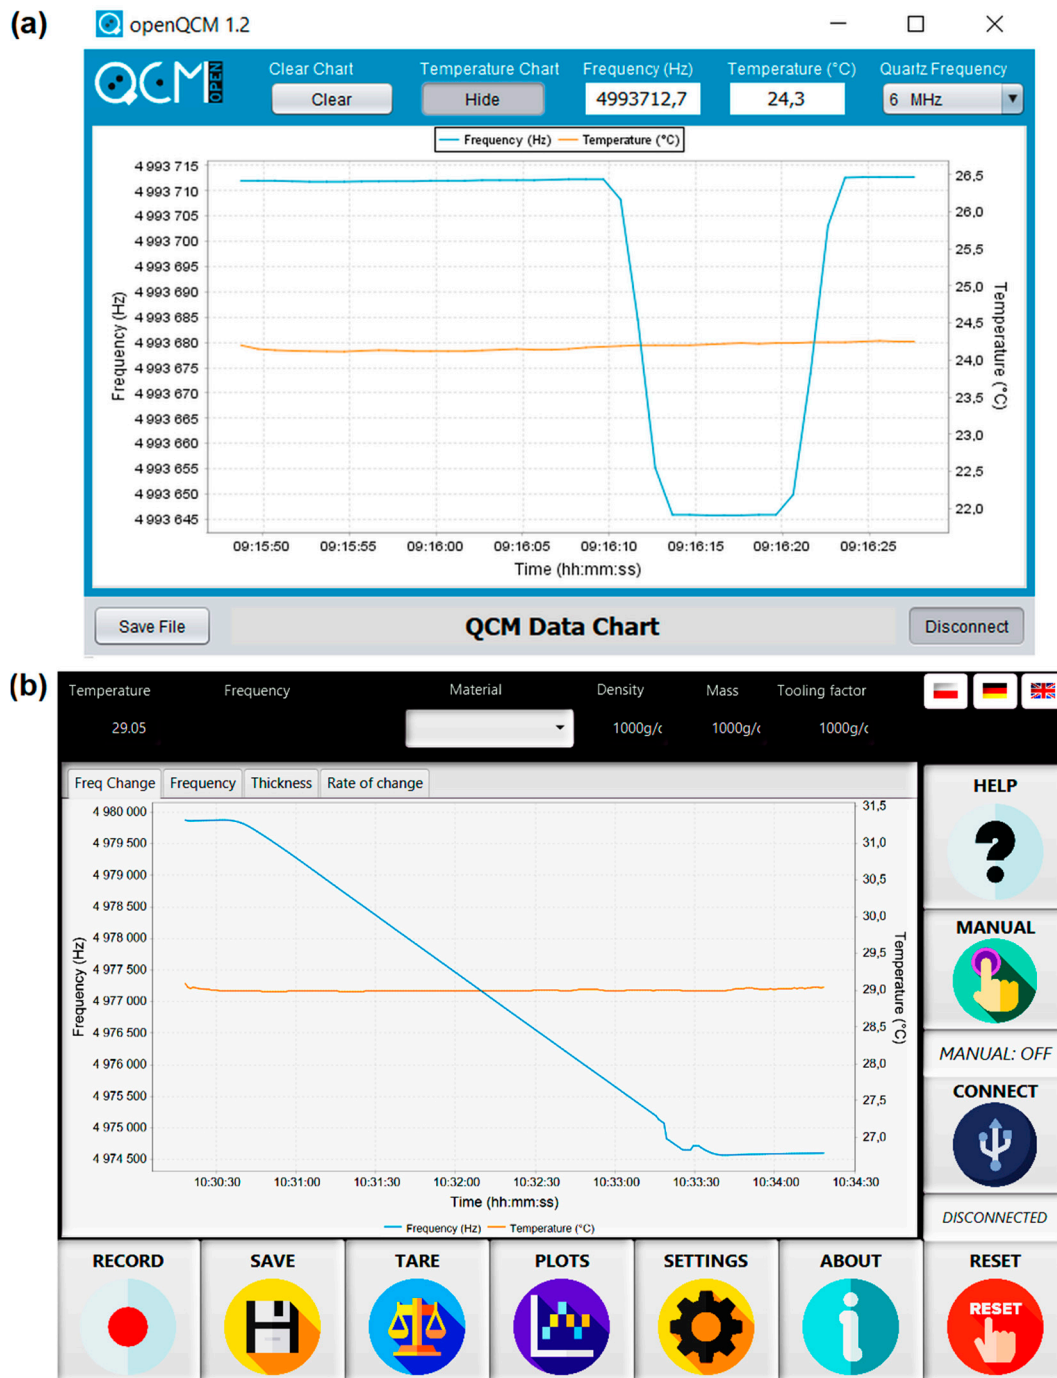 (a)
openQCM 1.2
QCM OPEN
Clear Chart Temperature Chart Frequency (Hz) Temperature (°C) Quartz Frequency
Clear Hide 4993712,7 24,3 6 MHz
Frequency (Hz) Temperature (°C)
4 993 715
4 993 710
4 993 705
4 993 700
4 993 695
4 993 690
4 993 685
4 993 680
4 993 675
4 993 670
4 993 665
4 993 660
4 993 655
4 993 650
4 993 645
Frequency (Hz)
26,5
26,0
25,5
25,0
24,5
24,0
23,5
23,0
22,5
22,0
Temperature (°C)
09:15:50 09:15:55 09:16:00 09:16:05 09:16:10 09:16:15 09:16:20 09:16:25
Time (hh:mm:ss)
Save File QCM Data Chart Disconnect
(b)
Temperature Frequency Material Density Mass Tooling factor
29.05 1000g/c 1000g/c 1000g/c
Freq Change Frequency Thickness Rate of change
4 980 000
4 979 500
4 979 000
4 978 500
4 978 000
4 977 500
4 977 000
4 976 500
4 976 000
4 975 500
4 975 000
4 974 500
Frequency (Hz)
31,5
31,0
30,5
30,0
29,5
29,0
28,5
28,0
27,5
27,0
Temperature (°C)
10:30:30 10:31:00 10:31:30 10:32:00 10:32:30 10:33:00 10:33:30 10:34:00 10:34:30
Time (hh:mm:ss)
Frequency (Hz) Temperature (°C)
HELP
MANUAL
MANUAL: OFF
CONNECT
DISCONNECTED
RECORD SAVE TARE PLOTS SETTINGS ABOUT RESET
RESET